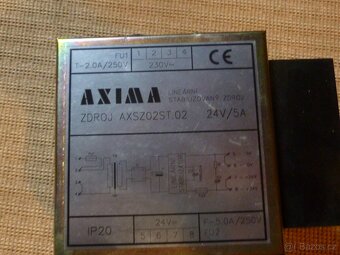 FU1 1 2 3 4
T-2.0A/250V 230V~
CE
AXIMA
LINEÁRNÍ
STABILIZOVANÝ ZDROJ
ZDROJ AXSZ02ST.02 24V/5A
IP20
24V
5 6 7 8
F-5.0A/250V
FU2